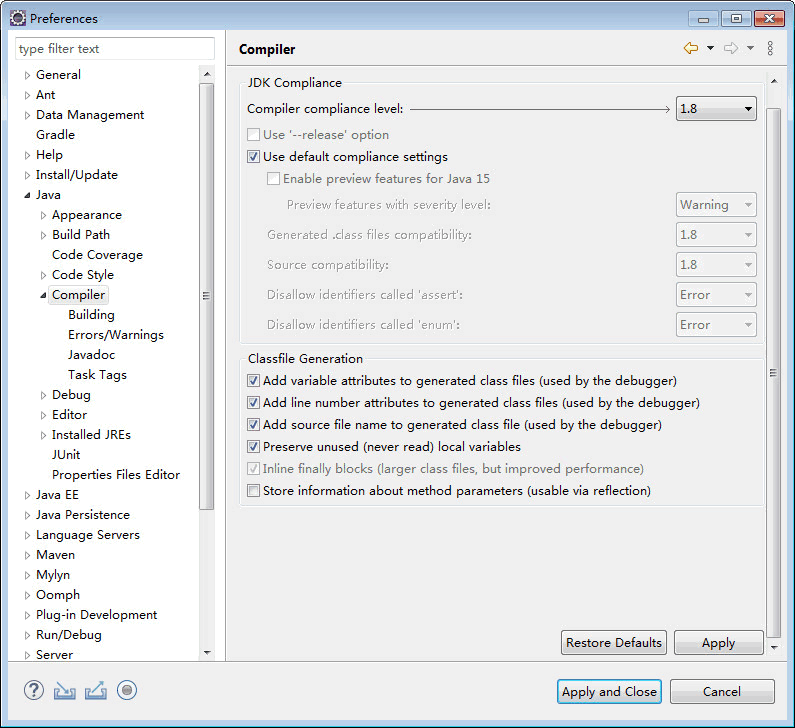 Preferences
type filter text
General
Ant
Data Management
Gradle
Help
Install/Update
Java
Appearance
Build Path
Code Coverage
Code Style
Compiler
Building
Errors/Warnings
Javadoc
Task Tags
Debug
Editor
Installed JREs
JUnit
Properties Files Editor
Java EE
Java Persistence
Language Servers
Maven
Mylyn
Oomph
Plug-in Development
Run/Debug
Server
Compiler
JDK Compliance
Compiler compliance level: 1.8
Use '--release' option
Use default compliance settings
Enable preview features for Java 15
Preview features with severity level: Warning
Generated .class files compatibility: 1.8
Source compatibility: 1.8
Disallow identifiers called 'assert': Error
Disallow identifiers called 'enum': Error
Classfile Generation
Add variable attributes to generated class files (used by the debugger)
Add line number attributes to generated class files (used by the debugger)
Add source file name to generated class file (used by the debugger)
Preserve unused (never read) local variables
Inline finally blocks (larger class files, but improved performance)
Store information about method parameters (usable via reflection)
Restore Defaults Apply
? Apply and Close Cancel